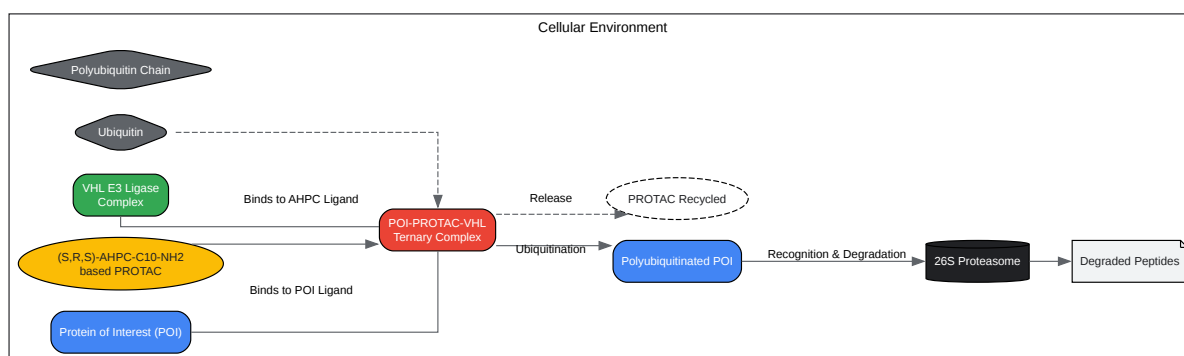 Cellular Environment
Polyubiquitin Chain
Ubiquitin
VHL E3 Ligase
Complex
Binds to AHPC Ligand
(S,R,S)-AHPC-C10-NH2
based PROTAC
Binds to POI Ligand
Protein of Interest (POI)
POI-PROTAC-VHL
Ternary Complex
Release
PROTAC Recycled
Ubiquitination
Polyubiquitinated POI
Recognition & Degradation
26S Proteasome
Degraded Peptides